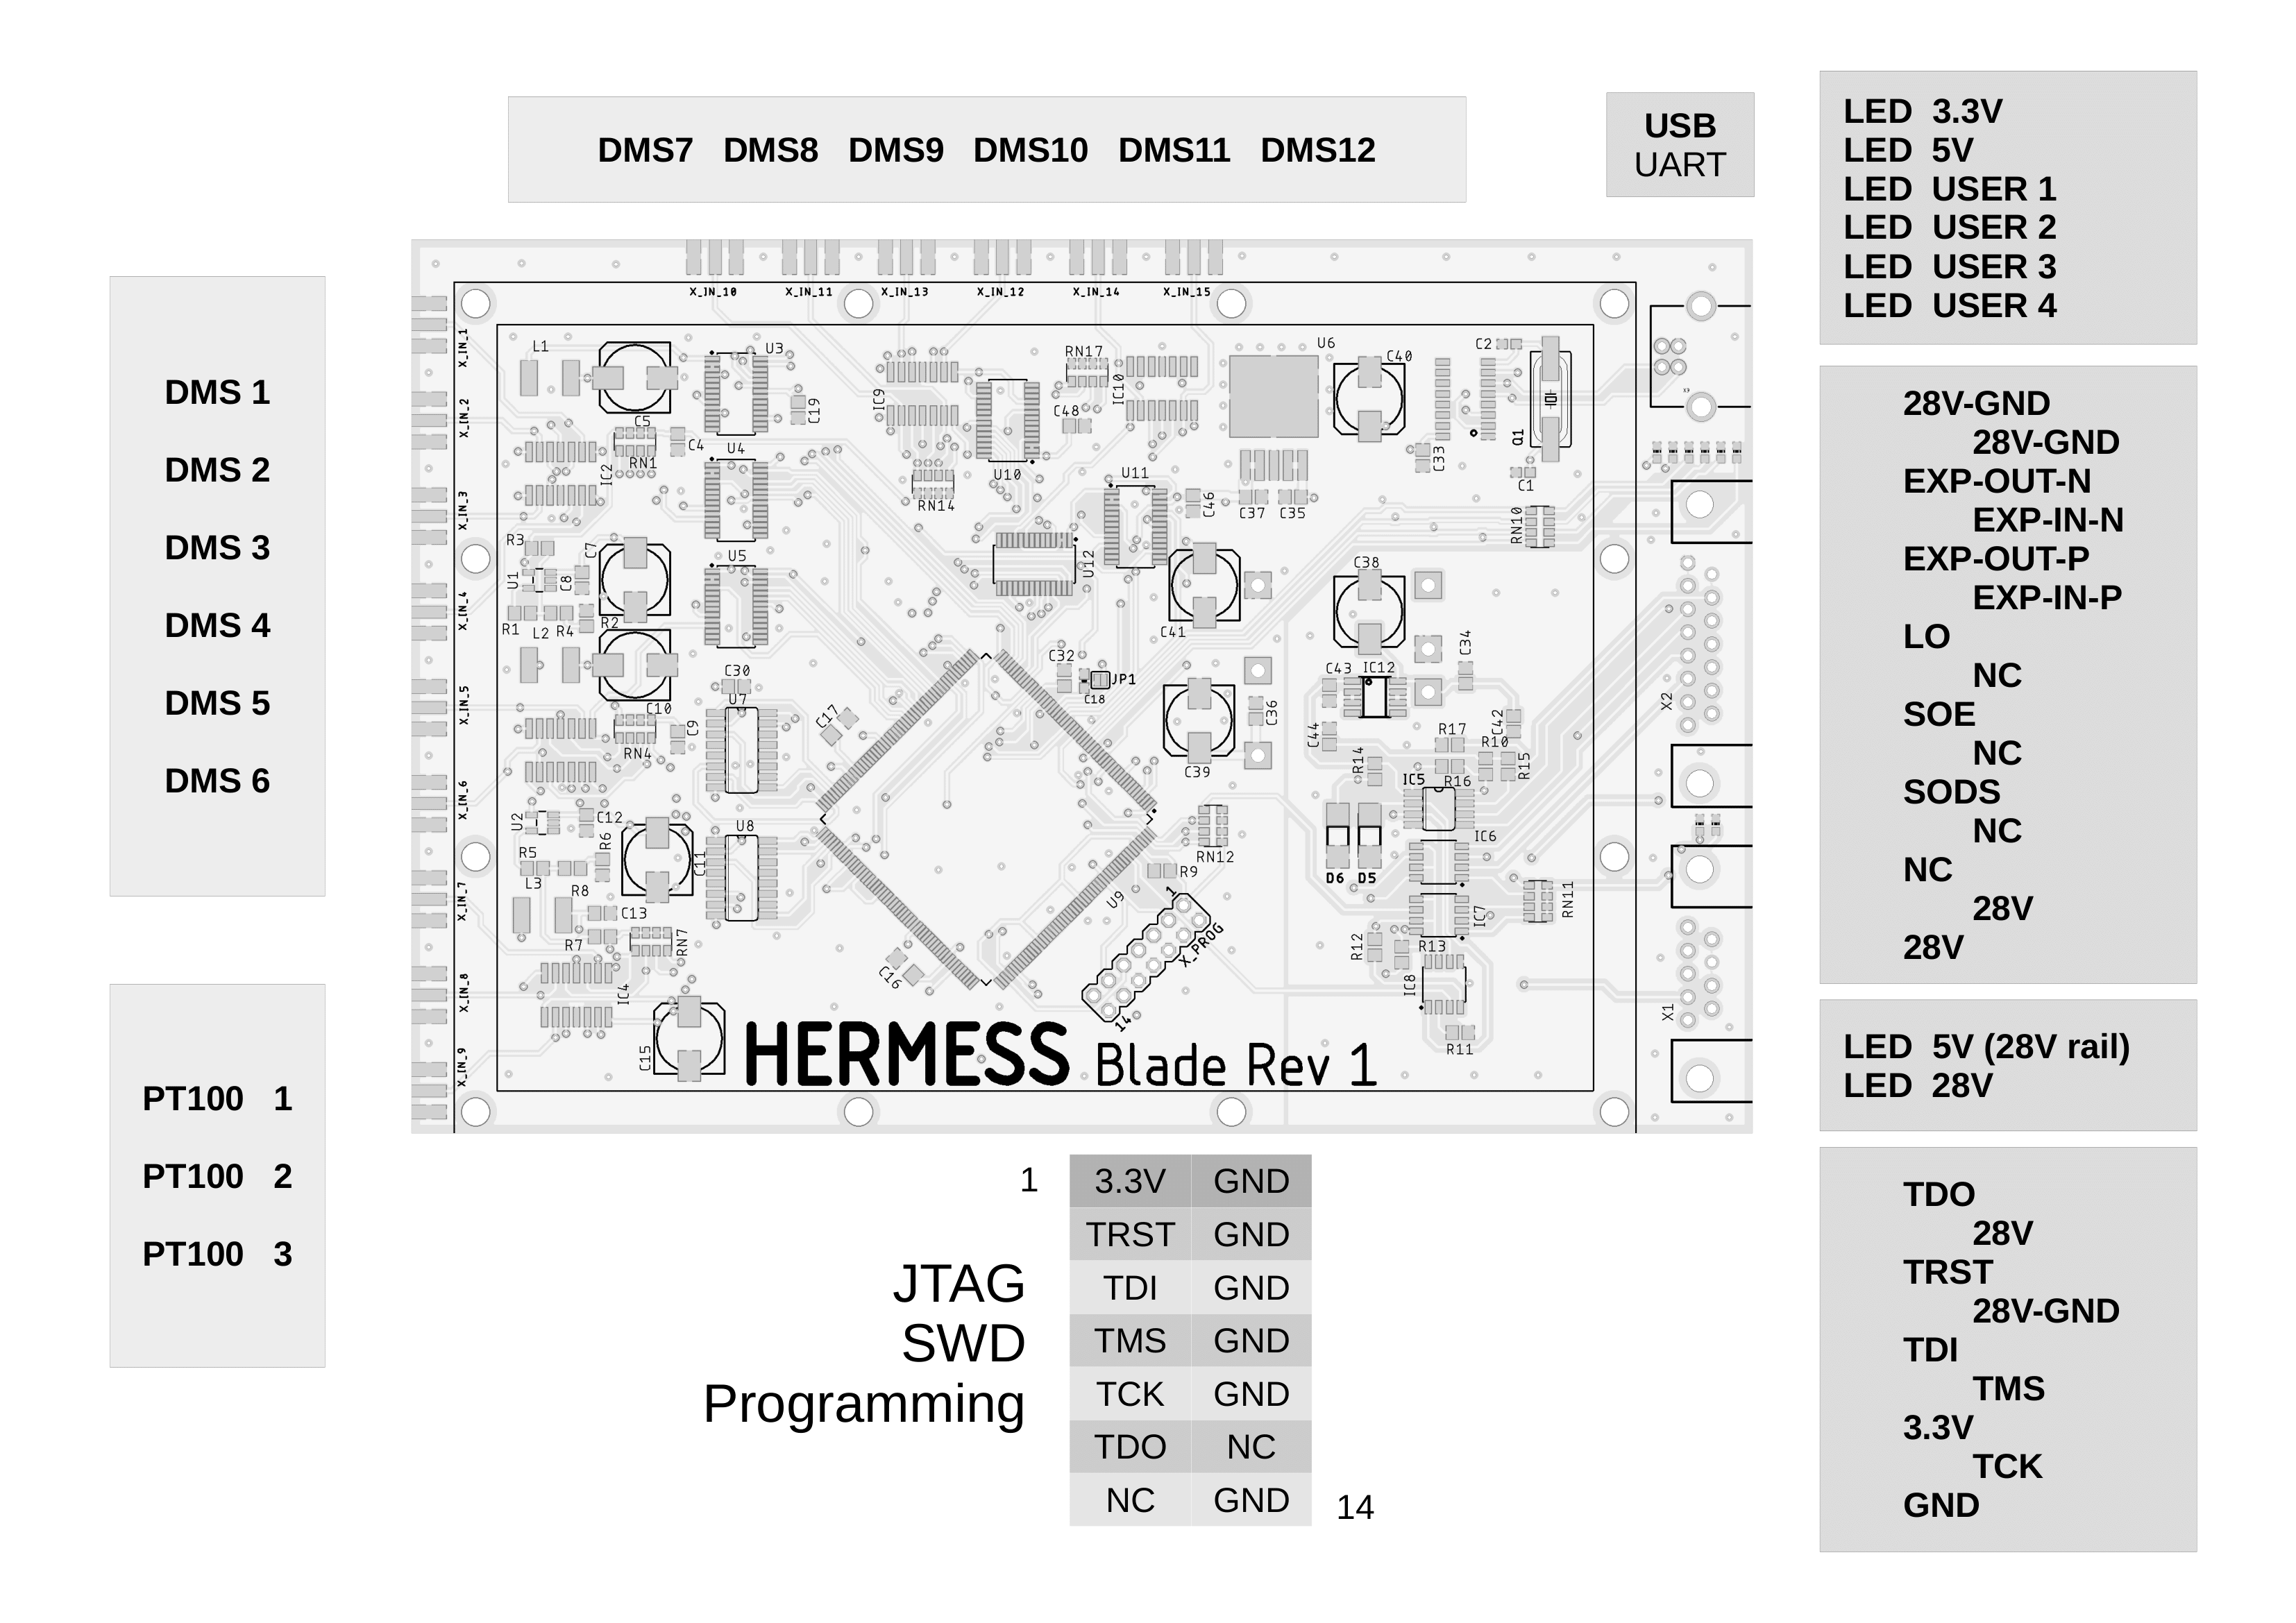 DMS7 DMS8 DMS9 DMS10 DMS11 DMS12
USB
UART
LED 3.3V
LED 5V
LED USER 1
LED USER 2
LED USER 3
LED USER 4
DMS 1
DMS 2
DMS 3
DMS 4
DMS 5
DMS 6
PT100 1
PT100 2
PT100 3
X_IN_10 X_IN_11 X_IN_13 X_IN_12 X_IN_14 X_IN_15
X_IN_1
X_IN_2
X_IN_3
X_IN_4
X_IN_5
X_IN_6
X_IN_7
X_IN_8
X_IN_9
L1
U3
C19
C5
RN1
C4
IC2
U4
R3
U1
C8
C7
U5
R1
L2
R4
R2
C30
U7
C10
RN4
C9
C17
U2
C12
R6
U8
R5
L3
R8
C11
C13
R7
RN7
IC4
C15
C16
IC9
RN17
IC10
C48
U10
RN14
U11
C46
U12
U6
C40
C37
C35
C33
C2
Q1
C1
RN10
X3
C41
C38
C32
JP1
C18
C39
C36
C43
IC12
C34
C44
R17
C42
R10
R14
R16
R15
IC5
IC6
D6
D5
RN12
R9
U9
1
X_PROG
14
IC7
RN11
R12
R13
IC8
R11
X2
X1
HERMESS Blade Rev 1
28V-GND
28V-GND
EXP-OUT-N
EXP-IN-N
EXP-OUT-P
EXP-IN-P
LO
NC
SOE
NC
SODS
NC
NC
28V
28V
LED 5V (28V rail)
LED 28V
TDO
28V
TRST
28V-GND
TDI
TMS
3.3V
TCK
GND
JTAG
SWD
Programming
1 3.3V GND
TRST GND
TDI GND
TMS GND
TCK GND
TDO NC
NC GND 14